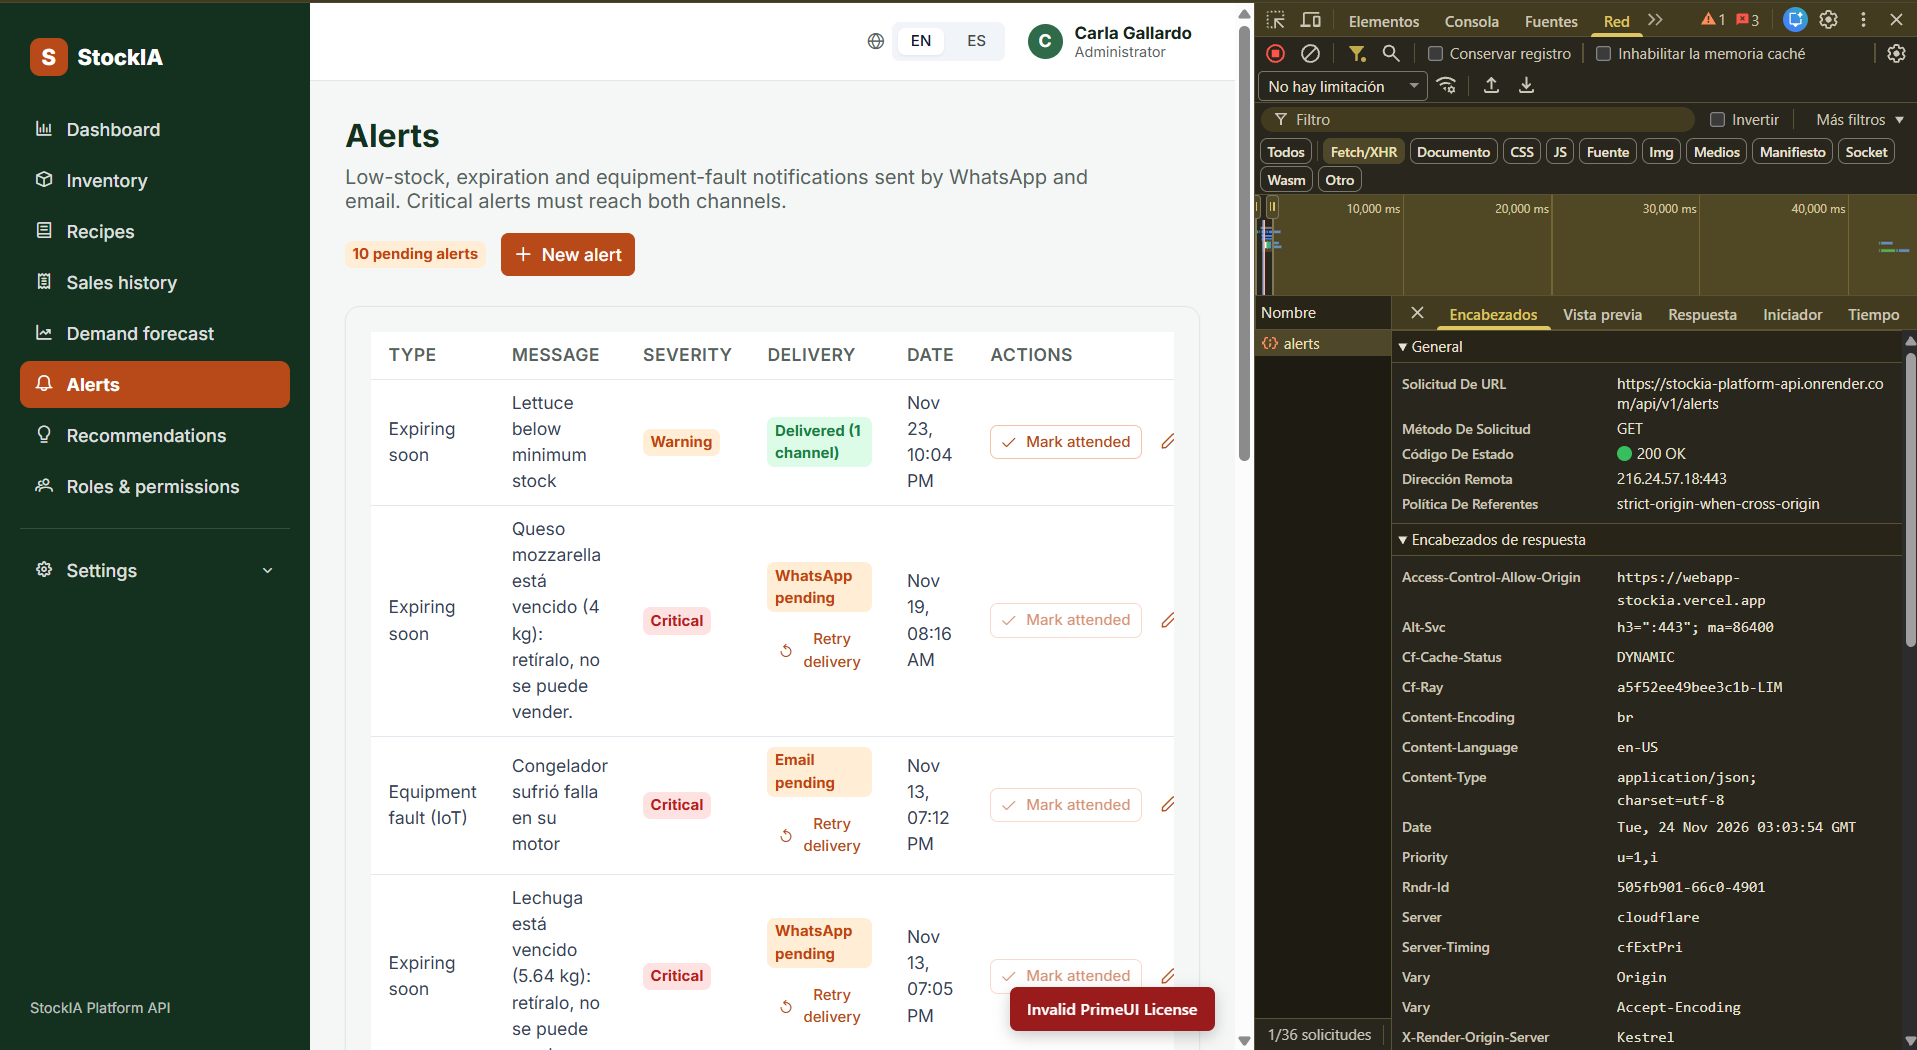 S StockIA
Dashboard
Inventory
Recipes
Sales history
Demand forecast
Alerts
Recommendations
Roles & permissions
Settings
StockIA Platform API
EN ES
C Carla Gallardo
Administrator
Alerts
Low-stock, expiration and equipment-fault notifications sent by WhatsApp and
email. Critical alerts must reach both channels.
10 pending alerts
+ New alert
TYPE MESSAGE SEVERITY DELIVERY DATE ACTIONS
Expiring
soon
Lettuce
below
minimum
stock
Warning
Delivered (1
channel)
Nov
23,
10:04
PM
Mark attended
Expiring
soon
Queso
mozzarella
está
vencido (4
kg):
retíralo, no
se puede
vender.
Critical
WhatsApp
pending
Retry
delivery
Nov
19,
08:16
AM
Mark attended
Equipment
fault (IoT)
Congelador
sufrió falla
en su
motor
Critical
Email
pending
Retry
delivery
Nov
13,
07:12
PM
Mark attended
Expiring
soon
Lechuga
está
vencido
(5.64 kg):
retíralo, no
se puede
Critical
WhatsApp
pending
Retry
delivery
Nov
13,
07:05
PM
Mark attended
Invalid PrimeUI License
Elementos Consola Fuentes Red 1 3
Conservar registro Inhabilitar la memoria caché
No hay limitación
Filtro Invertir Más filtros
Todos Fetch/XHR Documento CSS JS Fuente Img Medios Manifiesto Socket
Wasm Otro
10,000 ms 20,000 ms 30,000 ms 40,000 ms
Nombre
alerts
1/36 solicitudes
Encabezados Vista previa Respuesta Iniciador Tiempo
General
Solicitud De URL https://stockia-platform-api.onrender.co
m/api/v1/alerts
Método De Solicitud GET
Código De Estado 200 OK
Dirección Remota 216.24.57.18:443
Política De Referentes strict-origin-when-cross-origin
Encabezados de respuesta
Access-Control-Allow-Origin https://webapp-
stockia.vercel.app
Alt-Svc h3=":443"; ma=86400
Cf-Cache-Status DYNAMIC
Cf-Ray a5f52ee49bee3c1b-LIM
Content-Encoding br
Content-Language en-US
Content-Type application/json;
charset=utf-8
Date Tue, 24 Nov 2026 03:03:54 GMT
Priority u=1,i
Rndr-Id 505fb901-66c0-4901
Server cloudflare
Server-Timing cfExtPri
Vary Origin
Vary Accept-Encoding
X-Render-Origin-Server Kestrel